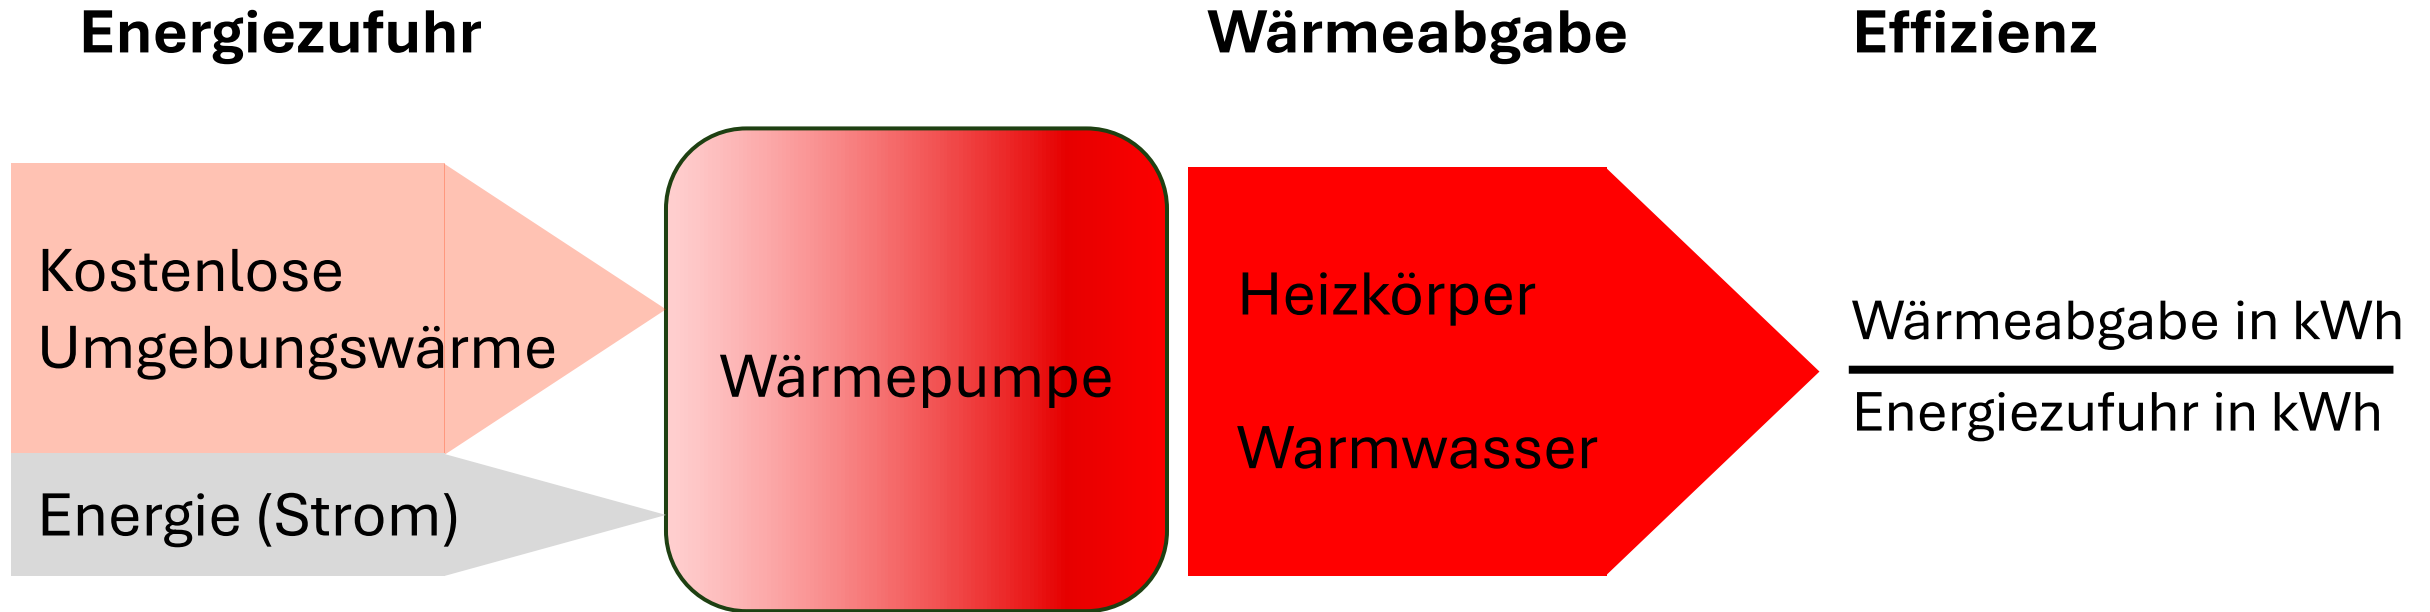 Energiezufuhr
Wärmeabgabe
Effizienz
Kostenlose
Umgebungswärme
Energie (Strom)
Wärmepumpe
Heizkörper
Warmwasser
Wärmeabgabe in kWh
Energiezufuhr in kWh